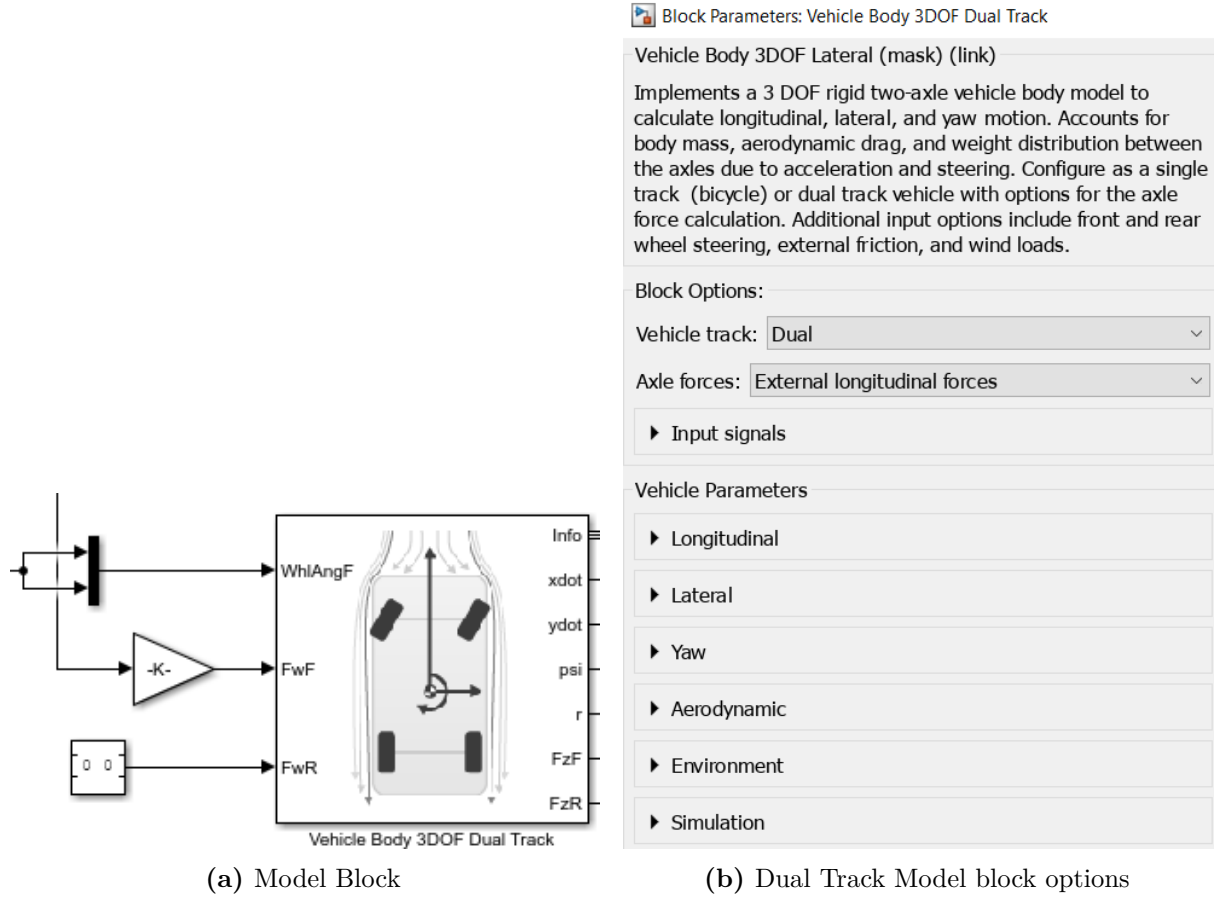 Info
WhlAngF
xdot
ydot
-K-
FwF
psi
r
FzF
0 0
FwR
FzR
Vehicle Body 3DOF Dual Track
(a) Model Block
Block Parameters: Vehicle Body 3DOF Dual Track
Vehicle Body 3DOF Lateral (mask) (link)
Implements a 3 DOF rigid two-axle vehicle body model to
calculate longitudinal, lateral, and yaw motion. Accounts for
body mass, aerodynamic drag, and weight distribution between
the axles due to acceleration and steering. Configure as a single
track (bicycle) or dual track vehicle with options for the axle
force calculation. Additional input options include front and rear
wheel steering, external friction, and wind loads.
Block Options:
Vehicle track: Dual
Axle forces: External longitudinal forces
Input signals
Vehicle Parameters
Longitudinal
Lateral
Yaw
Aerodynamic
Environment
Simulation
(b) Dual Track Model block options